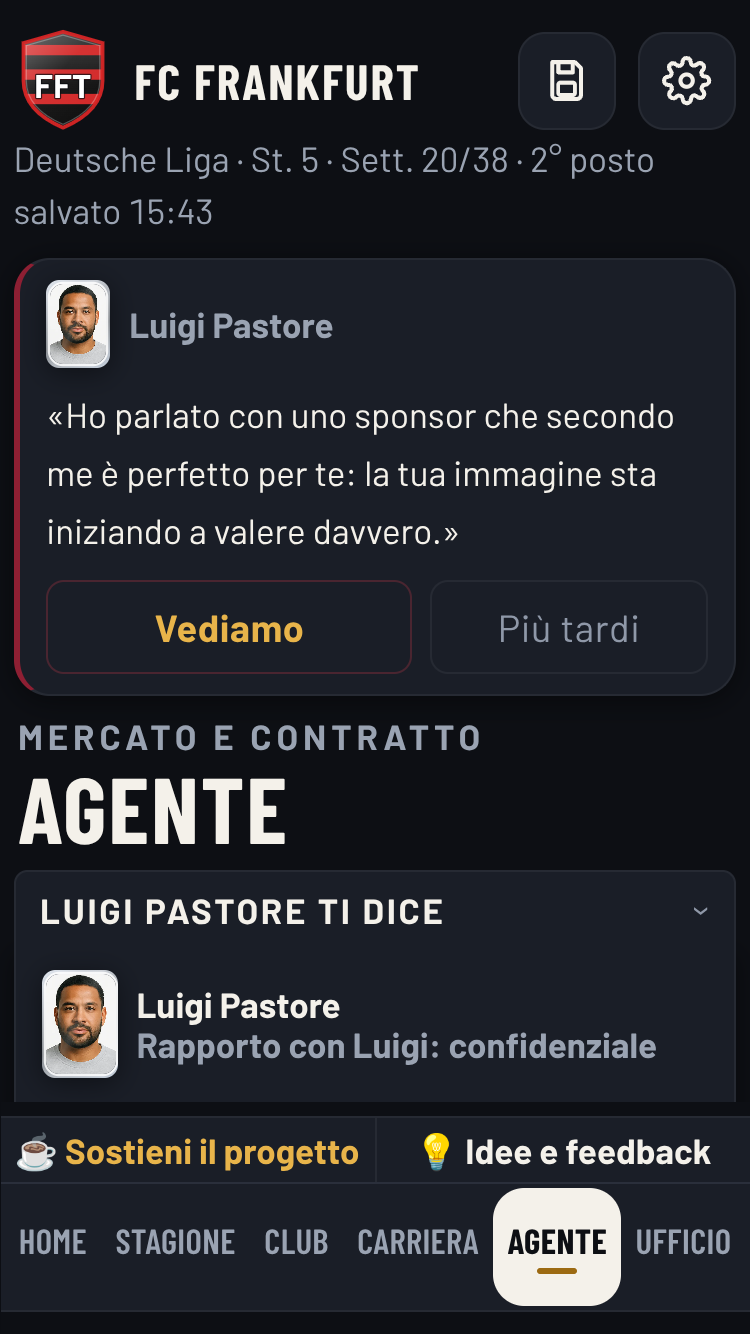 FFT
FC FRANKFURT
Deutsche Liga · St. 5 · Sett. 20/38 · 2° posto
salvato 15:43
Luigi Pastore
«Ho parlato con uno sponsor che secondo
me è perfetto per te: la tua immagine sta
iniziando a valere davvero.»
Vediamo
Più tardi
MERCATO E CONTRATTO
AGENTE
LUIGI PASTORE TI DICE
Luigi Pastore
Rapporto con Luigi: confidenziale
Sostieni il progetto
Idee e feedback
HOME
STAGIONE
CLUB
CARRIERA
AGENTE
UFFICIO